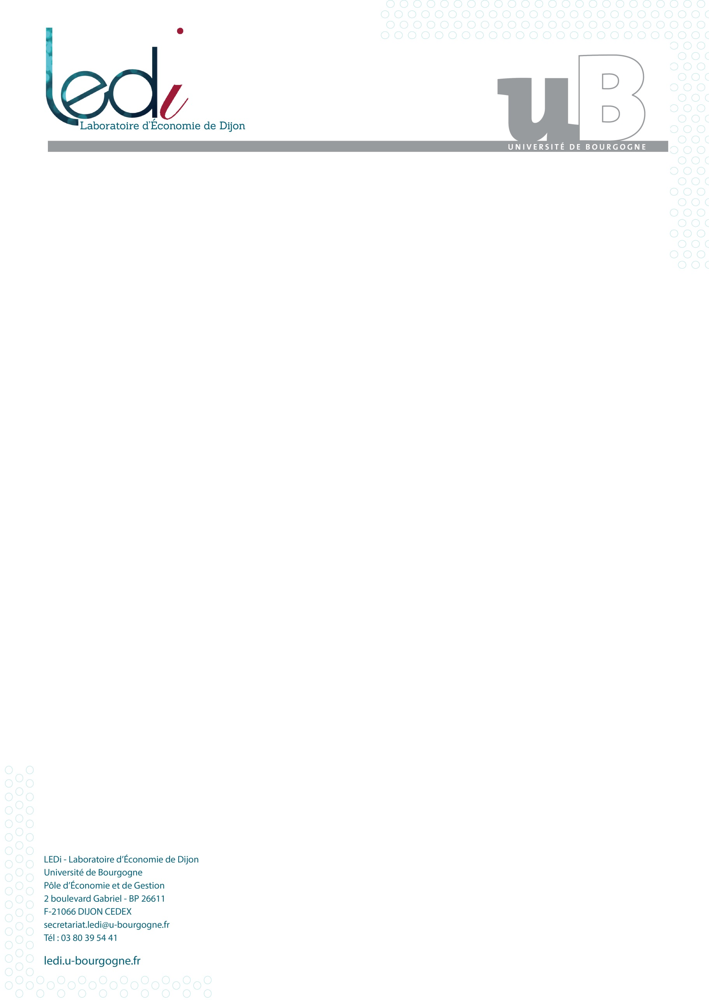 Ledi
Laboratoire d'Économie de Dijon
uB
UNIVERSITÉ DE BOURGOGNE
LEDi - Laboratoire d'Économie de Dijon
Université de Bourgogne
Pôle d'Économie et de Gestion
2 boulevard Gabriel - BP 26611
F-21066 DIJON CEDEX
secretariat.ledi@u-bourgogne.fr
Tél : 03 80 39 54 41
ledi.u-bourgogne.fr